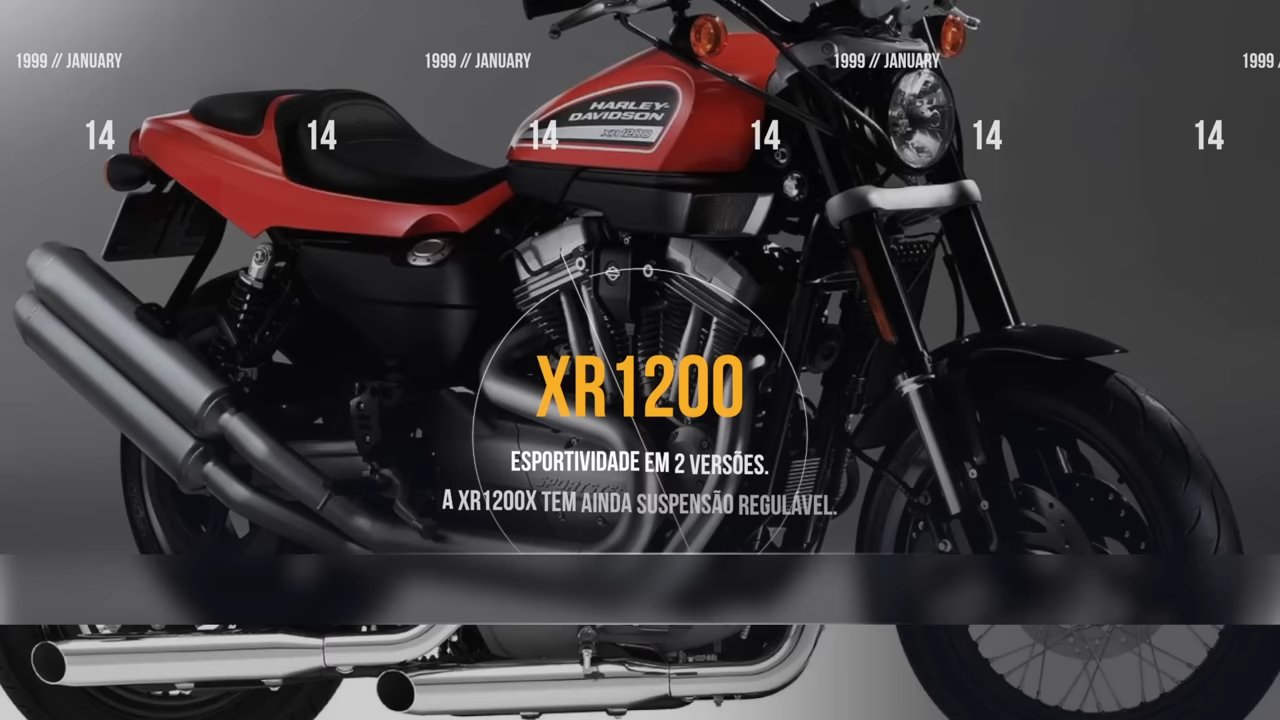 1999 // JANUARY 1999 // JANUARY 1999 // JANUARY 1999 /
14 14 14 14 14 14
HARLEY-
DAVIDSON
XR1200
XR1200
ESPORTIVIDADE EM 2 VERSÕES.
A XR1200X TEM AINDA SUSPENSÃO REGULÁVEL.